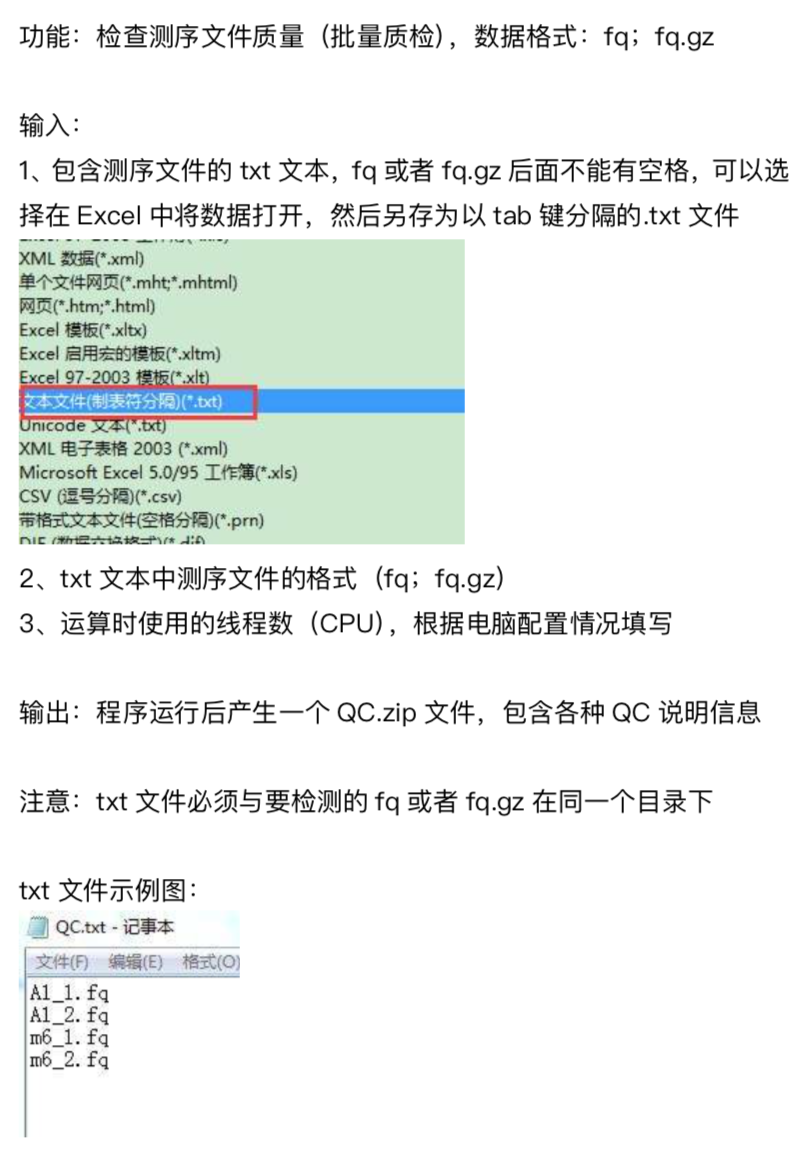 功能：检查测序文件质量（批量质检），数据格式：fq；fq.gz
输入：
1、包含测序文件的 txt 文本，fq 或者 fq.gz 后面不能有空格，可以选
择在 Excel 中将数据打开，然后另存为以 tab 键分隔的.txt 文件
XML 数据(*.xml)
单个文件网页(*.mht;*.mhtml)
网页(*.htm;*.html)
Excel 模板(*.xltx)
Excel 启用宏的模板(*.xltm)
Excel 97-2003 模板(*.xlt)
文本文件(制表符分隔)(*.txt)
Unicode 文本(*.txt)
XML 电子表格 2003 (*.xml)
Microsoft Excel 5.0/95 工作簿(*.xls)
CSV (逗号分隔)(*.csv)
带格式文本文件(空格分隔)(*.prn)
DIF (数据交换格式)(*.dif)
2、txt 文本中测序文件的格式（fq；fq.gz）
3、运算时使用的线程数（CPU），根据电脑配置情况填写
输出：程序运行后产生一个 QC.zip 文件，包含各种 QC 说明信息
注意：txt 文件必须与要检测的 fq 或者 fq.gz 在同一个目录下
txt 文件示例图：
QC.txt - 记事本
文件(F) 编辑(E) 格式(O)
A1_1.fq
A1_2.fq
m6_1.fq
m6_2.fq